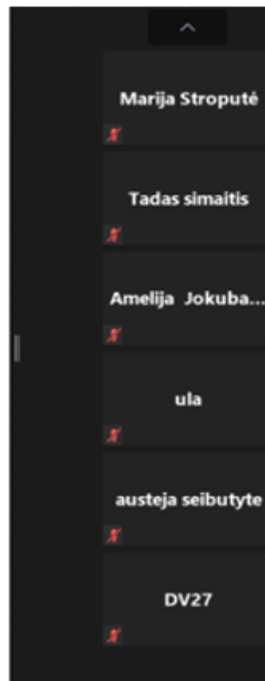 Marija Stroputė
Tadas simaitis
Amelija Jokuba...
ula
austeja seibutyte
DV27